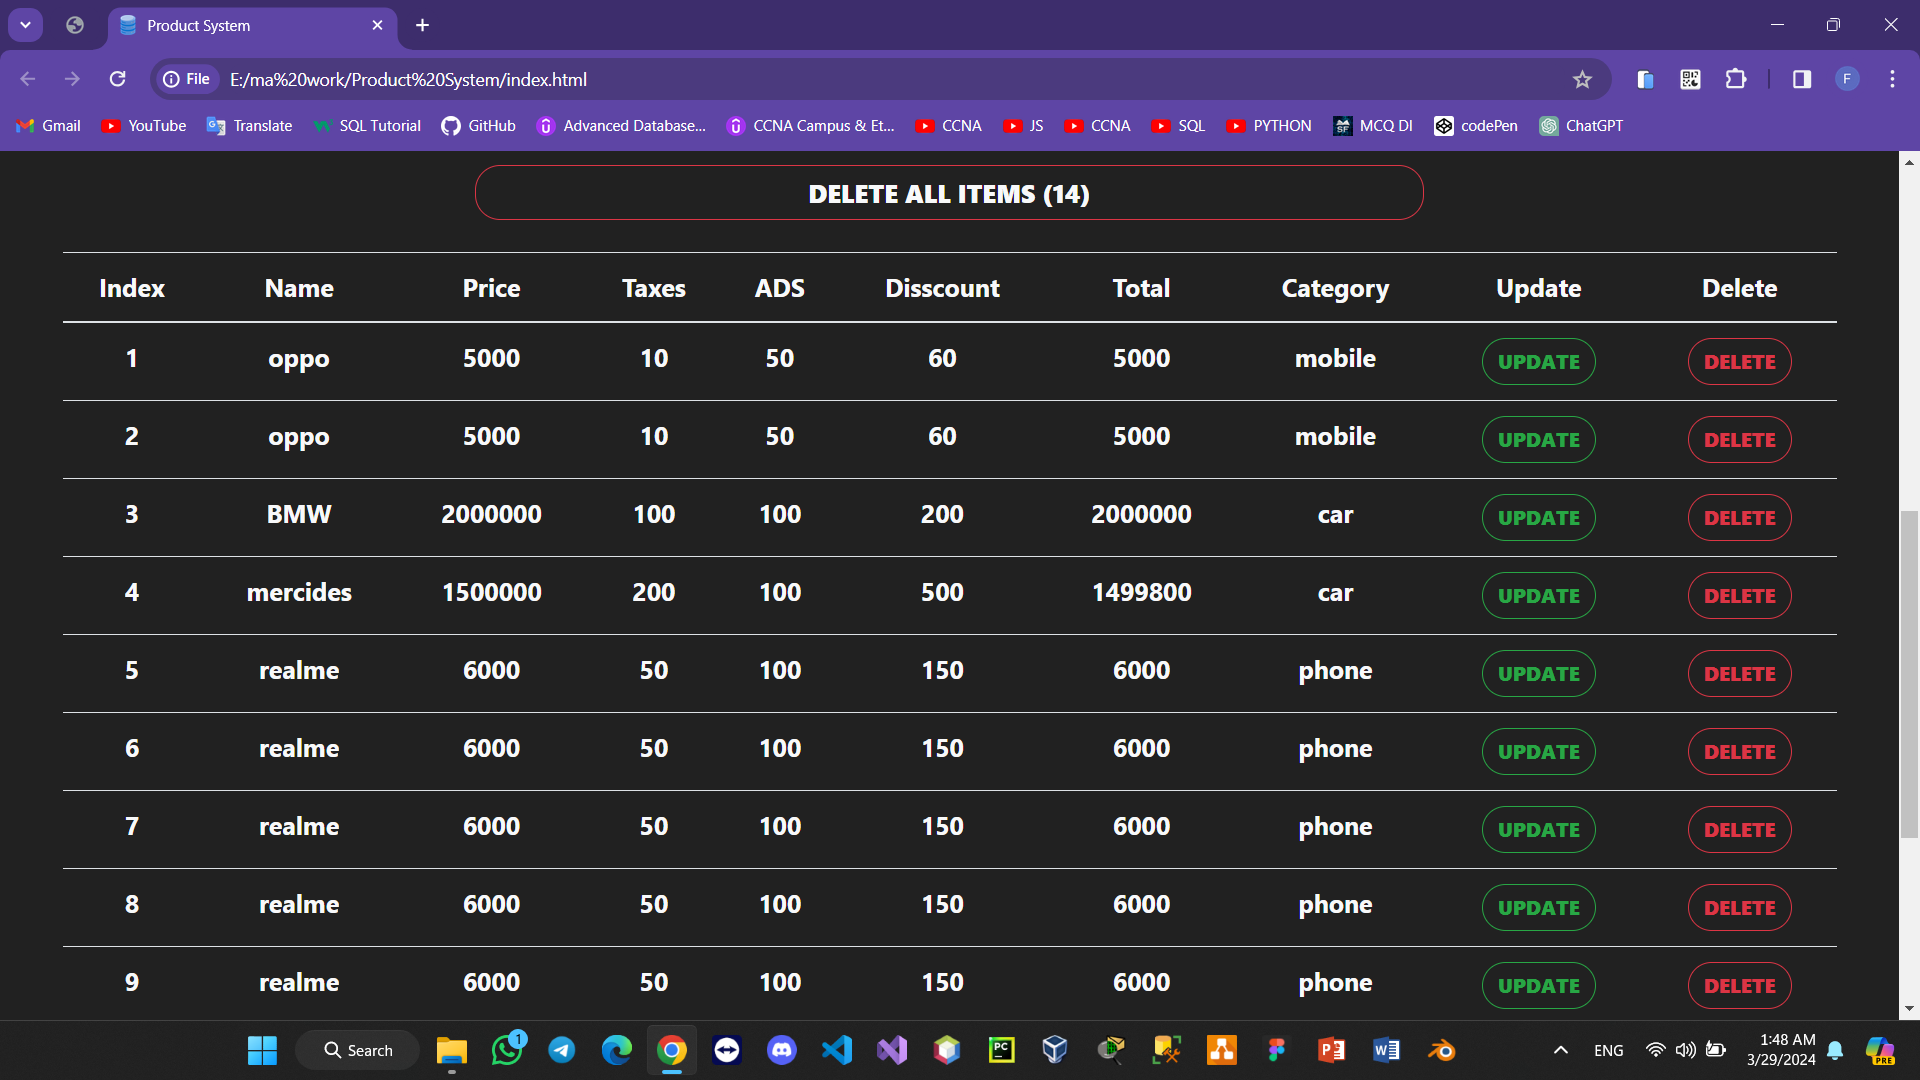 Product System
File E:/ma%20work/Product%20System/index.html F
Gmail YouTube Translate SQL Tutorial GitHub Advanced Database... CCNA Campus & Et... CCNA JS CCNA SQL PYTHON MCQ DI codePen ChatGPT
DELETE ALL ITEMS (14)
Index Name Price Taxes ADS Disscount Total Category Update Delete
1 oppo 5000 10 50 60 5000 mobile UPDATE DELETE
2 oppo 5000 10 50 60 5000 mobile UPDATE DELETE
3 BMW 2000000 100 100 200 2000000 car UPDATE DELETE
4 mercides 1500000 200 100 500 1499800 car UPDATE DELETE
5 realme 6000 50 100 150 6000 phone UPDATE DELETE
6 realme 6000 50 100 150 6000 phone UPDATE DELETE
7 realme 6000 50 100 150 6000 phone UPDATE DELETE
8 realme 6000 50 100 150 6000 phone UPDATE DELETE
9 realme 6000 50 100 150 6000 phone UPDATE DELETE
Search 1 PC P W ENG 1:48 AM PRE
3/29/2024